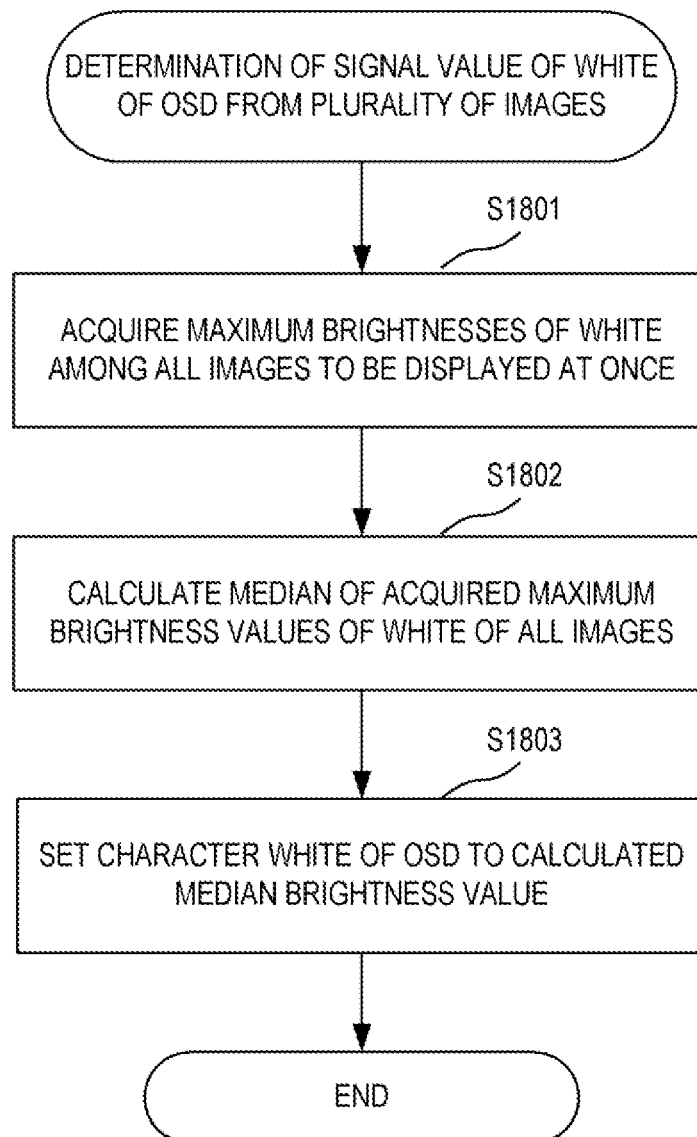 DETERMINATION OF SIGNAL VALUE OF WHITE
OF OSD FROM PLURALITY OF IMAGES
S1801
ACQUIRE MAXIMUM BRIGHTNESSES OF WHITE
AMONG ALL IMAGES TO BE DISPLAYED AT ONCE
S1802
CALCULATE MEDIAN OF ACQUIRED MAXIMUM
BRIGHTNESS VALUES OF WHITE OF ALL IMAGES
S1803
SET CHARACTER WHITE OF OSD TO CALCULATED
MEDIAN BRIGHTNESS VALUE
END